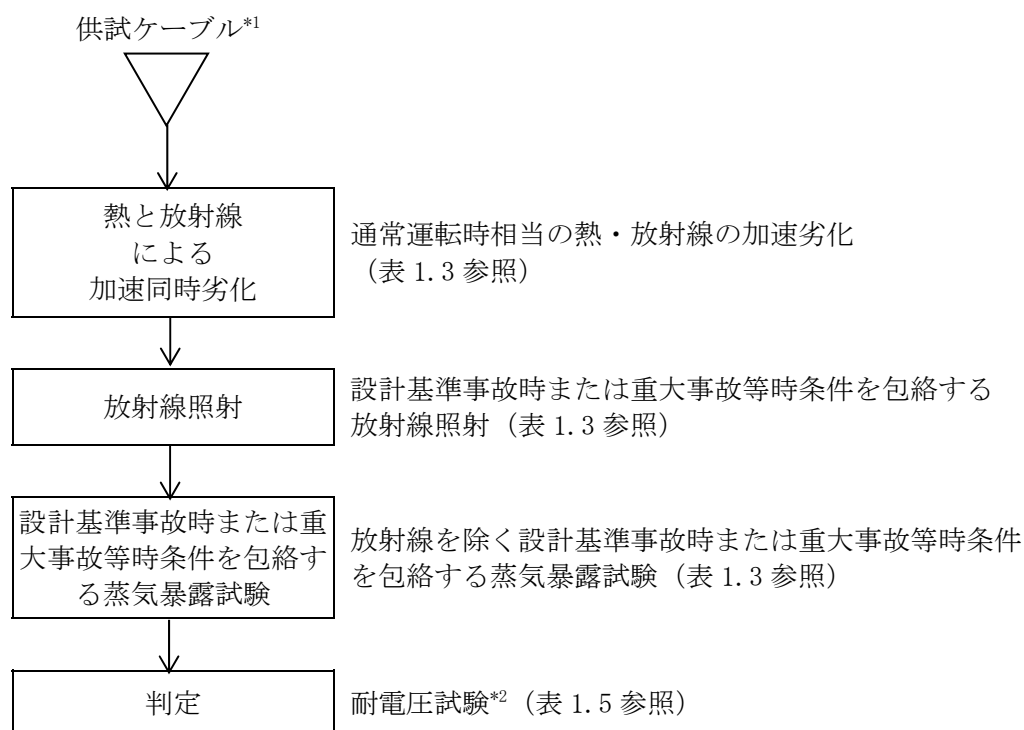 供試ケーブル*1
熱と放射線
による
加速同時劣化
通常運転時相当の熱・放射線の加速劣化
（表 1.3 参照）
放射線照射
設計基準事故時または重大事故等時条件を包絡する
放射線照射（表 1.3 参照）
設計基準事故時または重
大事故等時条件を包絡す
る蒸気暴露試験
放射線を除く設計基準事故時または重大事故等時条件
を包絡する蒸気暴露試験（表 1.3 参照）
判定
耐電圧試験*2（表 1.5 参照）